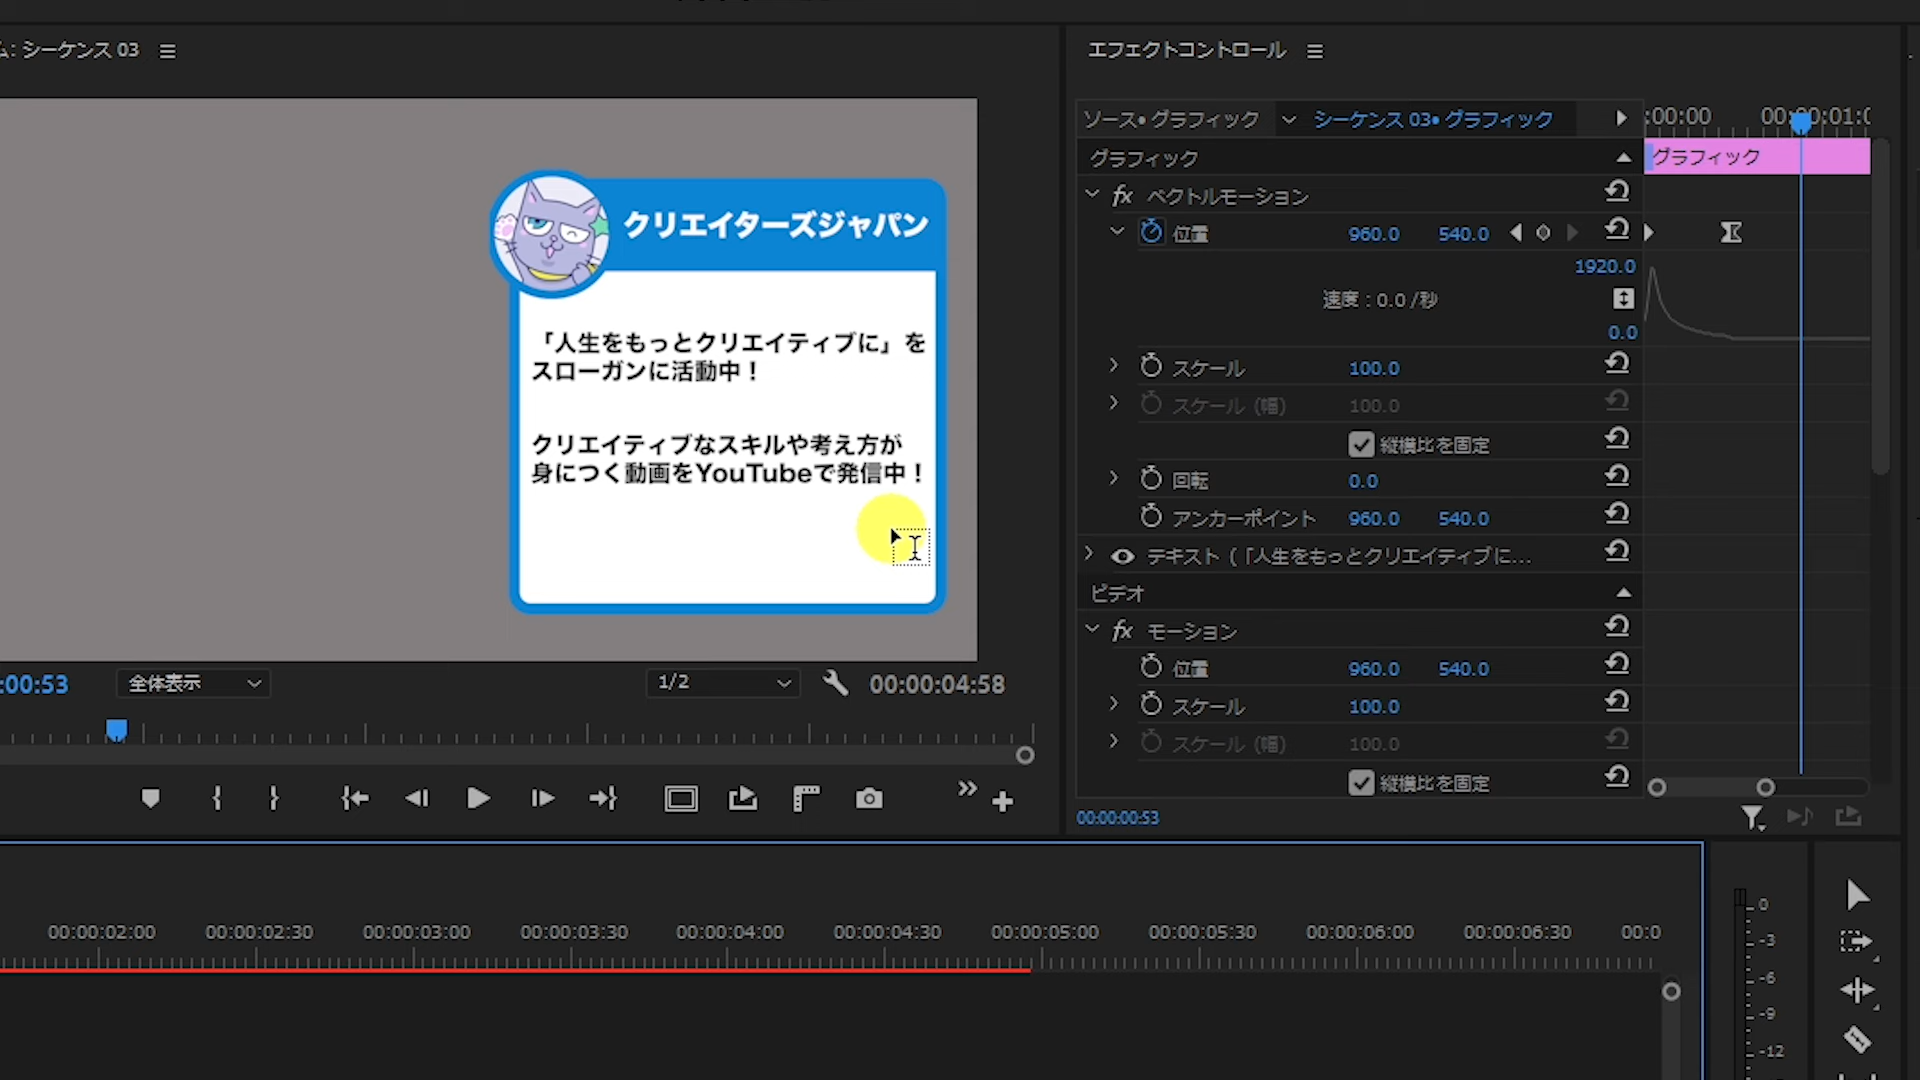 ム: シーケンス 03
エフェクトコントロール
ソース• グラフィック
シーケンス 03• グラフィック
:00:00
00:00:01:0
グラフィック
グラフィック
fx ベクトルモーション
位置 960.0 540.0
1920.0
速度 : 0.0 /秒
0.0
スケール 100.0
スケール (幅) 100.0
縦横比を固定
回転 0.0
アンカーポイント 960.0 540.0
テキスト (「人生をもっとクリエイティブに...
ビデオ
fx モーション
位置 960.0 540.0
スケール 100.0
スケール (幅) 100.0
縦横比を固定
00:00:00:53
クリエイターズジャパン
「人生をもっとクリエイティブに」を
スローガンに活動中！
クリエイティブなスキルや考え方が
身につく動画をYouTubeで発信中！
:00:53
全体表示
1/2
00:00:04:58
00:00:02:00 00:00:02:30 00:00:03:00 00:00:03:30 00:00:04:00 00:00:04:30 00:00:05:00 00:00:05:30 00:00:06:00 00:00:06:30 00:0
0
-3
-6
-9
-12